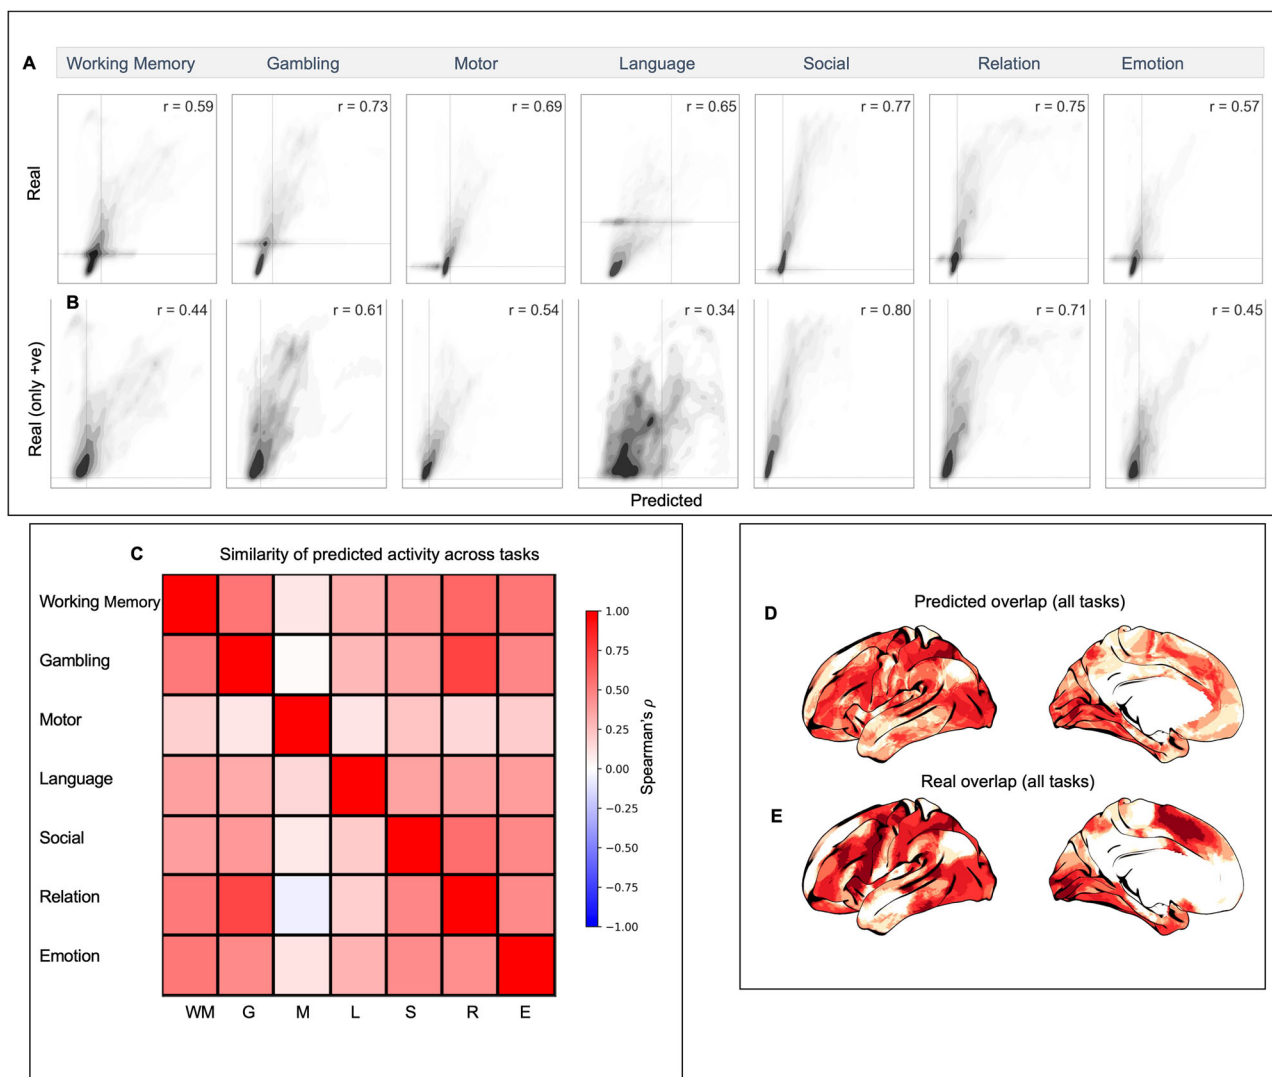 A
Working Memory Gambling Motor Language Social Relation Emotion
Real
r = 0.59 r = 0.73 r = 0.69 r = 0.65 r = 0.77 r = 0.75 r = 0.57
B
Real (only +ve)
r = 0.44 r = 0.61 r = 0.54 r = 0.34 r = 0.80 r = 0.71 r = 0.45
Predicted
C Similarity of predicted activity across tasks
Working Memory
Gambling
Motor
Language
Social
Relation
Emotion
WM G M L S R E
1.00
0.75
0.50
0.25
0.00
−0.25
−0.50
−0.75
−1.00
Spearman's ρ
D
Predicted overlap (all tasks)
E
Real overlap (all tasks)